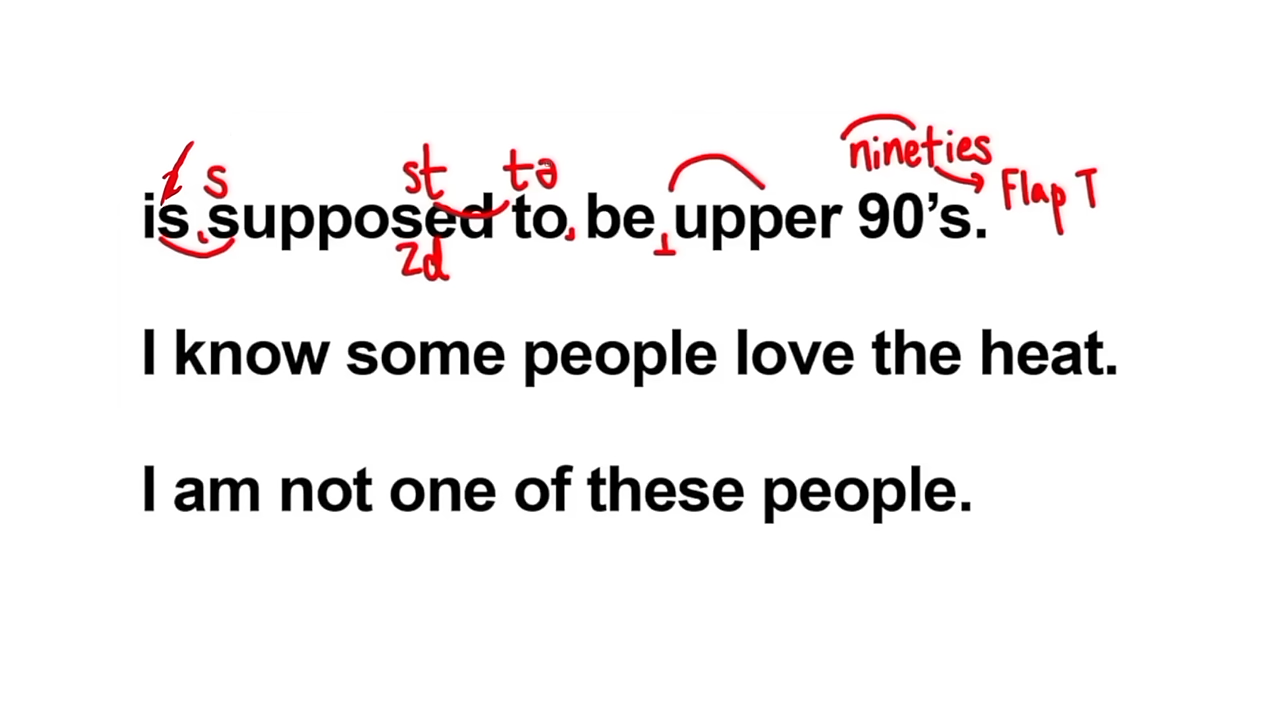 s st tə nineties
Flap T
is supposed to be upper 90's.
zd
I know some people love the heat.
I am not one of these people.